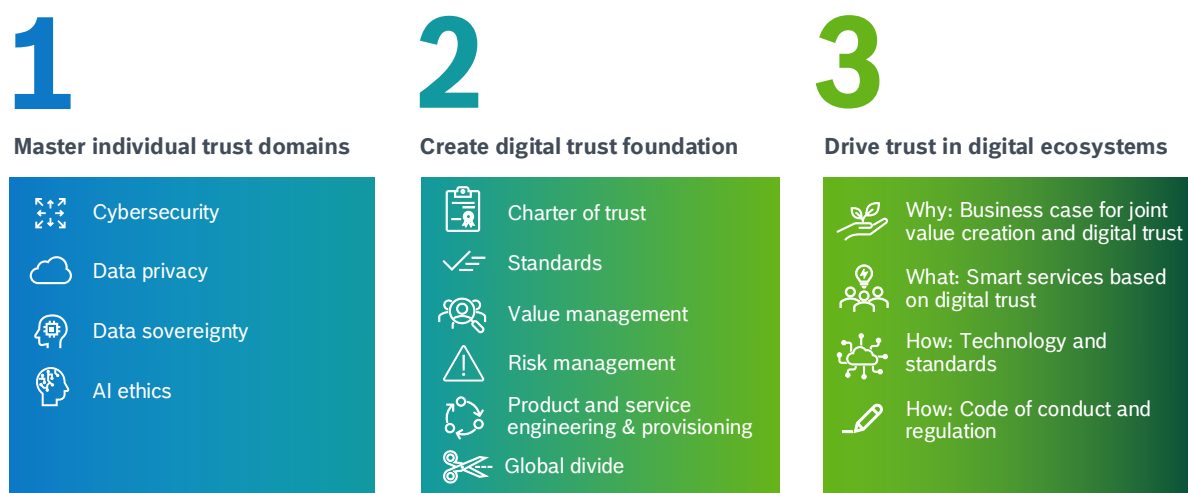 1
Master individual trust domains
Cybersecurity
Data privacy
Data sovereignty
AI ethics
2
Create digital trust foundation
Charter of trust
Standards
Value management
Risk management
Product and service
engineering & provisioning
Global divide
3
Drive trust in digital ecosystems
Why: Business case for joint
value creation and digital trust
What: Smart services based
on digital trust
How: Technology and
standards
How: Code of conduct and
regulation